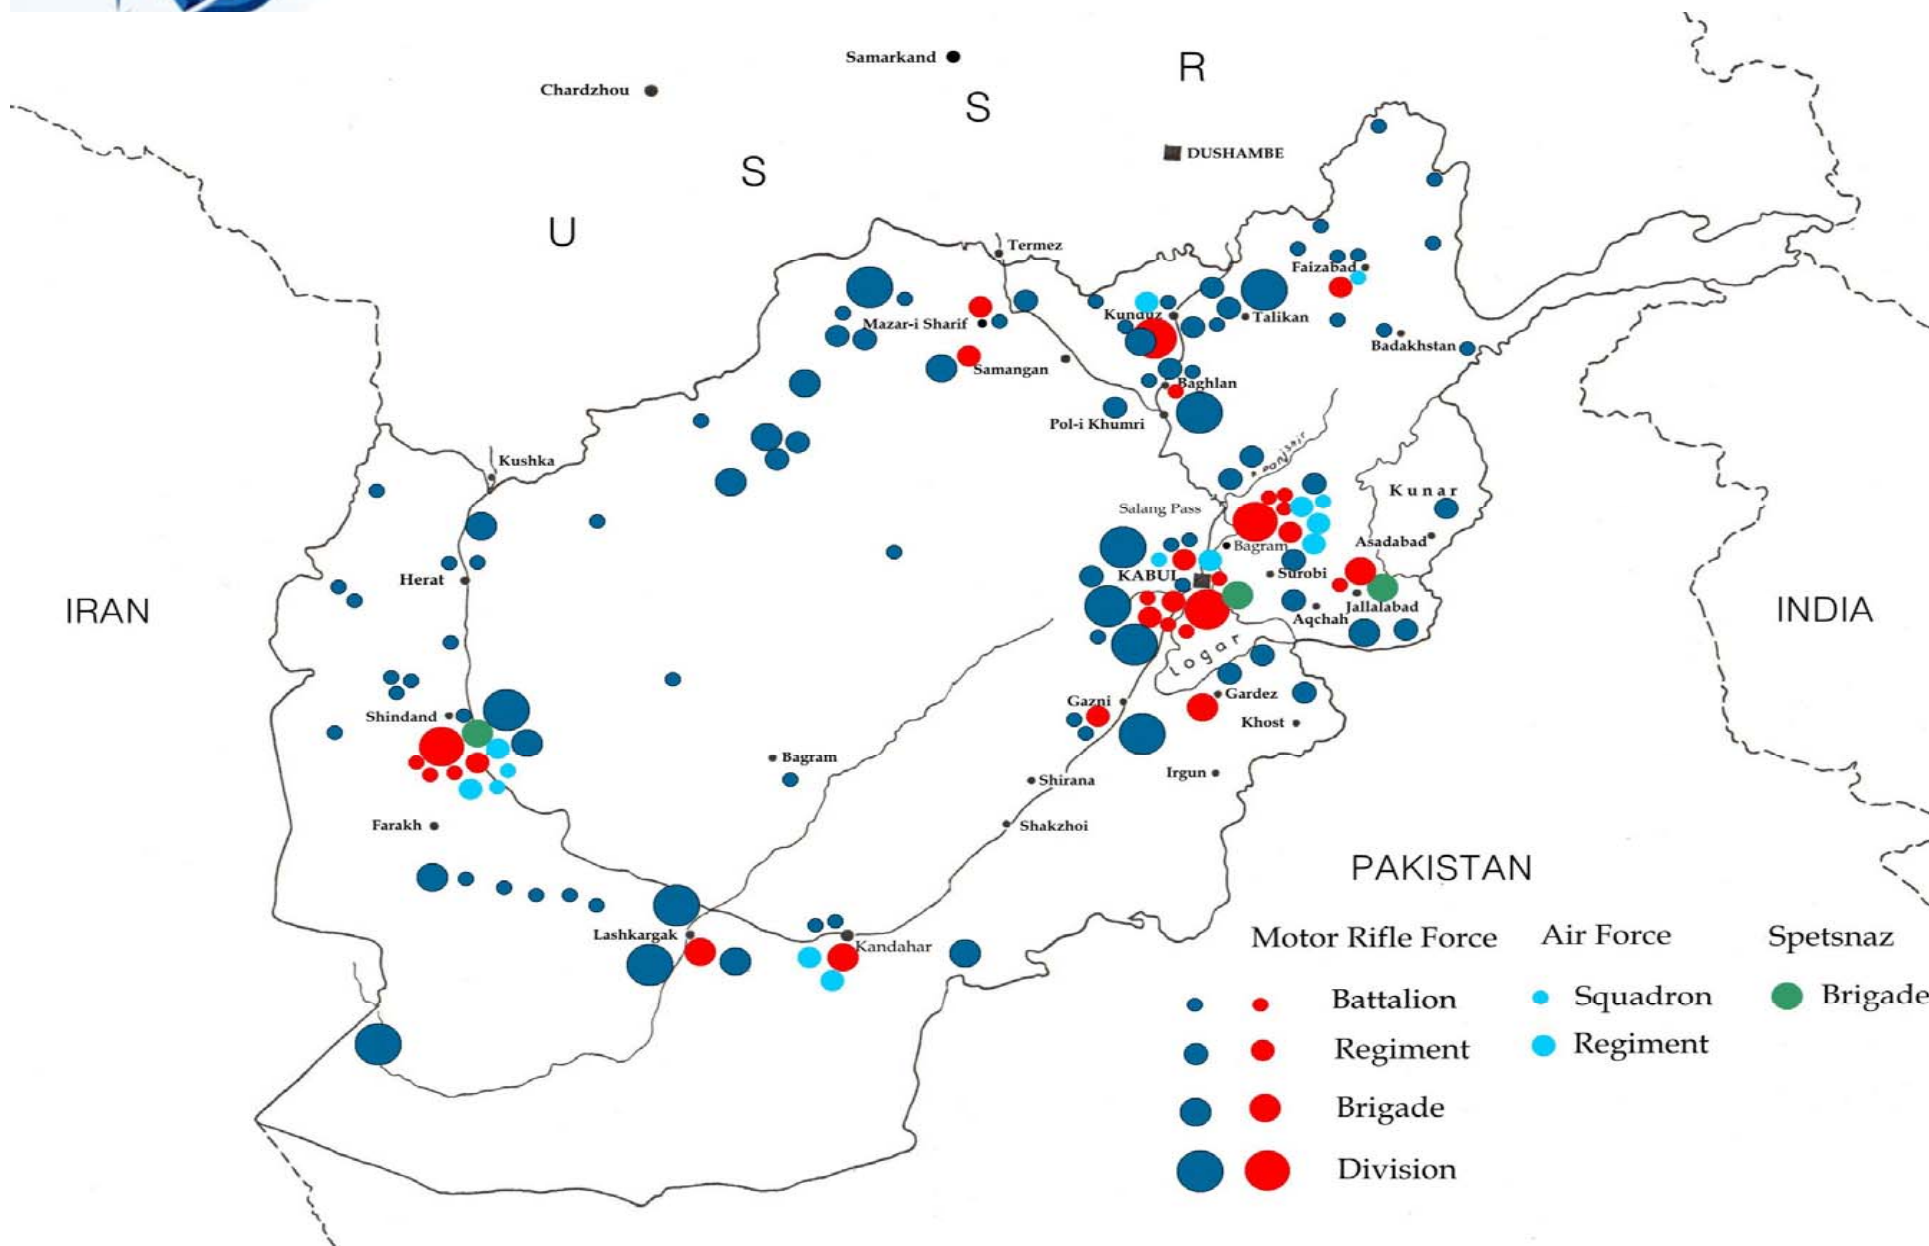 Samarkand
R
Chardzhou
S
DUSHAMBE
S
U
Termez
Faizabad
Kunduz
Talikan
Mazar-i Sharif
Badakhstan
Samangan
Baghlan
Pol-i Khumri
Panjshir
Kushka
Kunar
Salang Pass
Asadabad
Bagram
Herat
KABUL
Surobi
IRAN
INDIA
Jallalabad
Aqchah
Logar
Gazni
Gardez
Shindand
Khost
Bagram
Irgun
Shirana
Farakh
Shakzhoi
PAKISTAN
Lashkargak
Kandahar
Motor Rifle Force
Air Force
Spetsnaz
Battalion
Squadron
Brigade
Regiment
Regiment
Brigade
Division